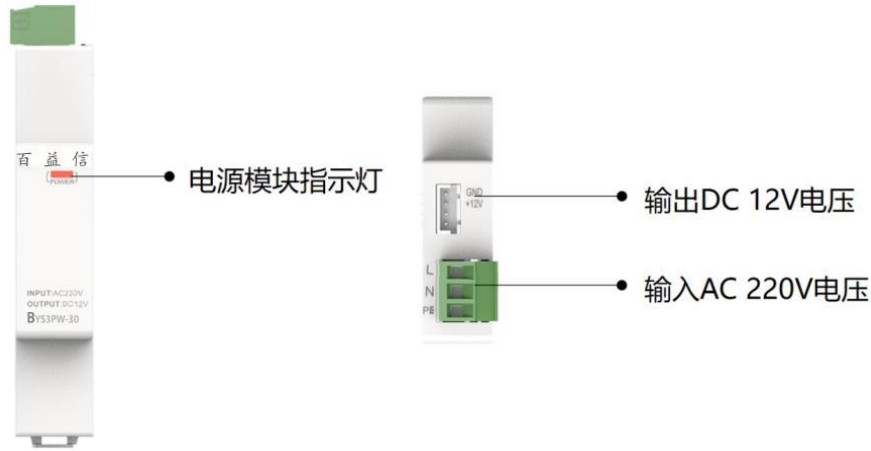 百益信
POWER
电源模块指示灯
INPUT:AC220V
OUTPUT:DC12V
BYS3PW-30
GND
+12V
输出DC 12V电压
L
N
PE
输入AC 220V电压